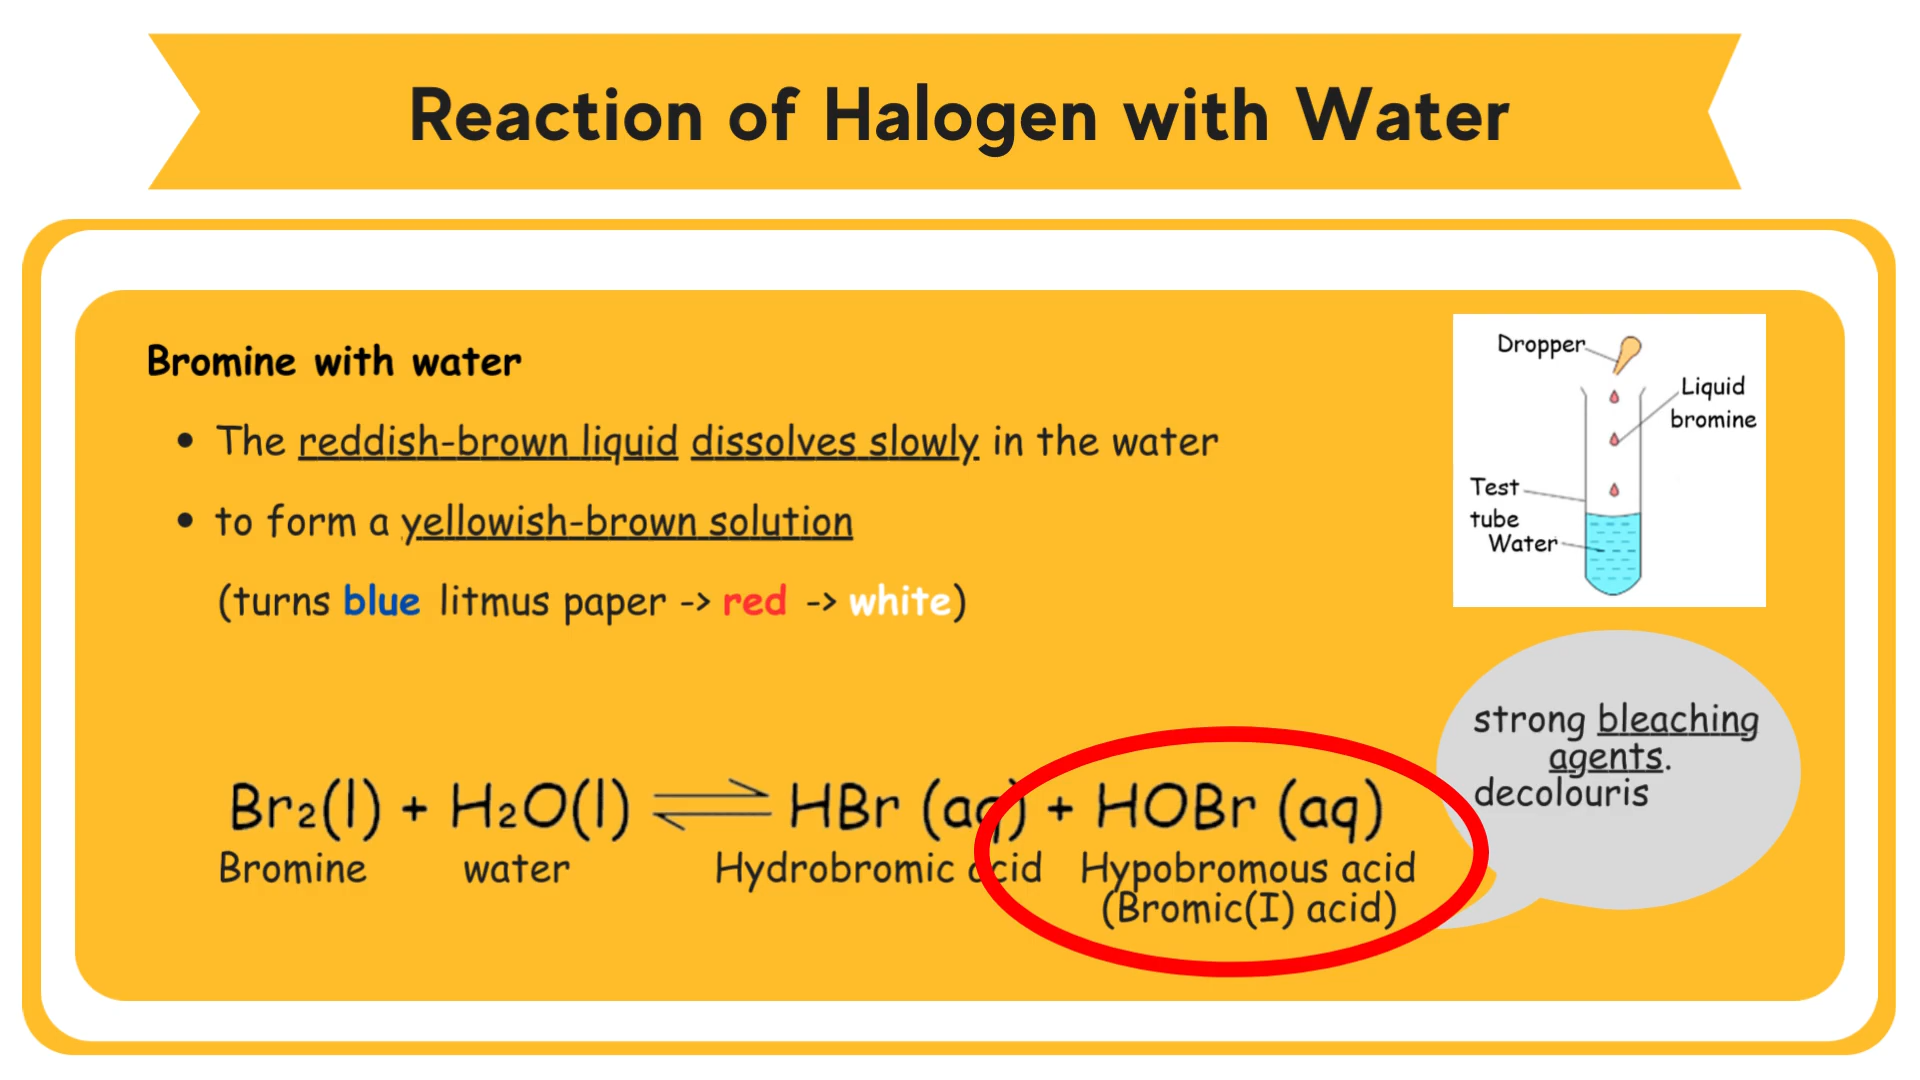 Reaction of Halogen with Water
Bromine with water
• The reddish-brown liquid dissolves slowly in the water
• to form a yellowish-brown solution
(turns blue litmus paper -> red -> white)
Dropper
Liquid
bromine
Test
tube
Water
strong bleaching
agents.
decolouris
Br₂(l) + H₂O(l) ⇌ HBr (aq) + HOBr (aq)
Bromine water Hydrobromic acid Hypobromous acid
(Bromic(I) acid)